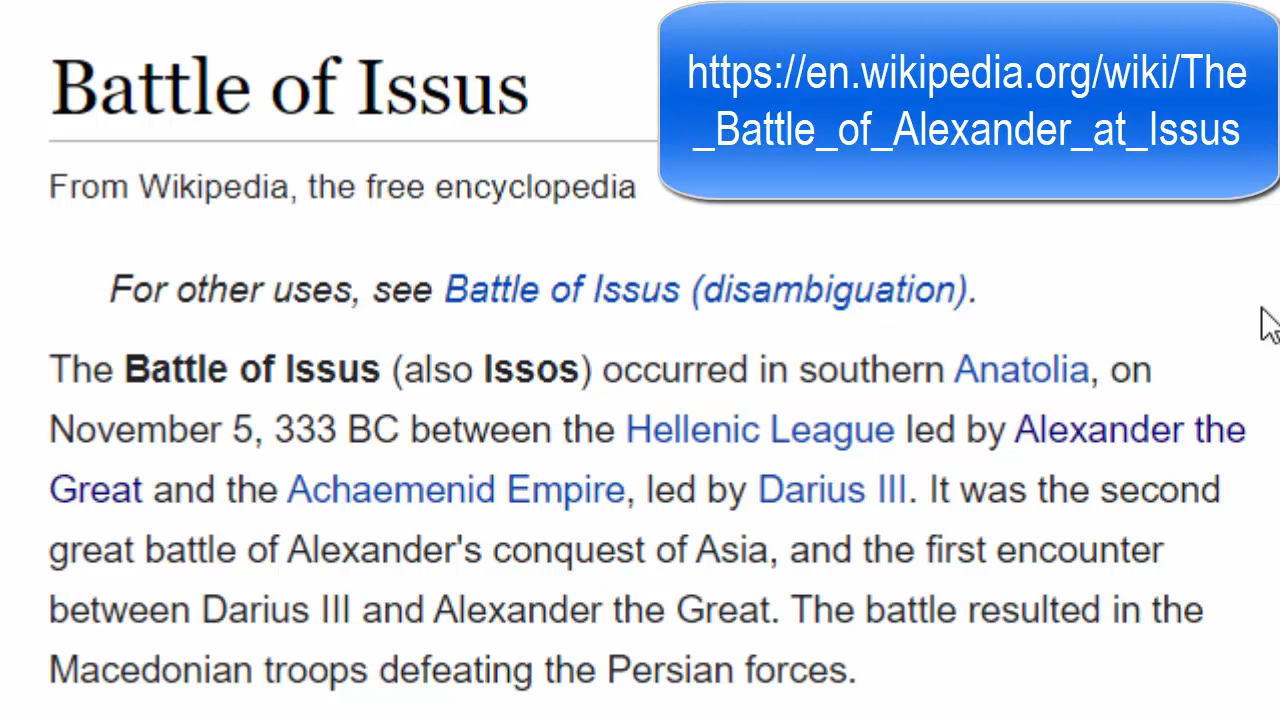 Battle of Issus
https://en.wikipedia.org/wiki/The
_Battle_of_Alexander_at_Issus
From Wikipedia, the free encyclopedia
For other uses, see Battle of Issus (disambiguation).
The Battle of Issus (also Issos) occurred in southern Anatolia, on
November 5, 333 BC between the Hellenic League led by Alexander the
Great and the Achaemenid Empire, led by Darius III. It was the second
great battle of Alexander's conquest of Asia, and the first encounter
between Darius III and Alexander the Great. The battle resulted in the
Macedonian troops defeating the Persian forces.